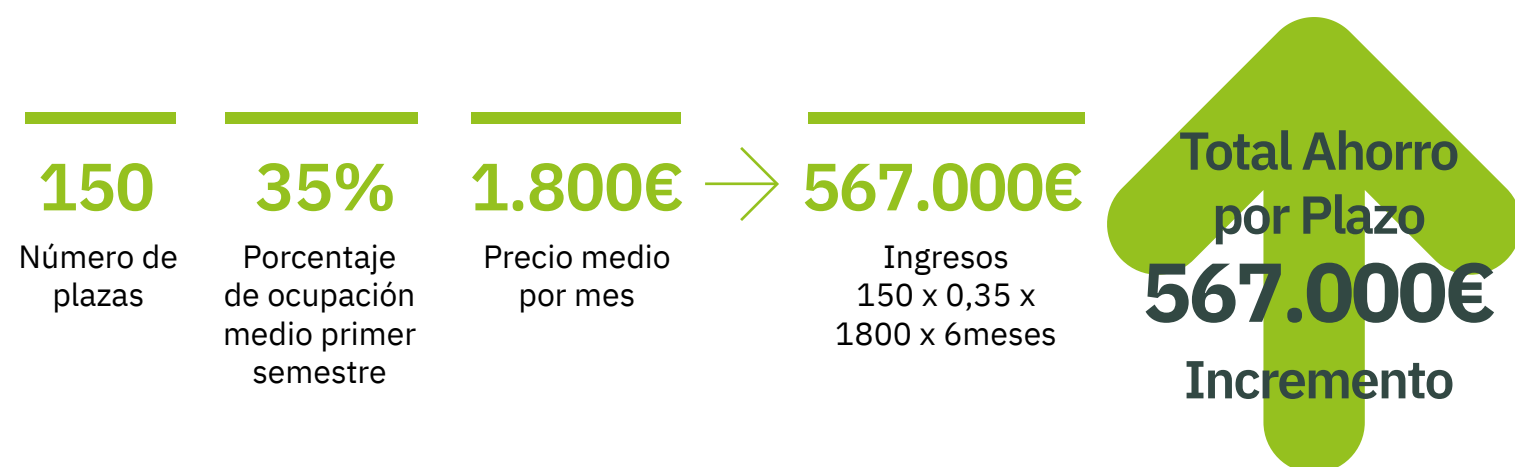 150
Número de
plazas
35%
Porcentaje
de ocupación
medio primer
semestre
1.800€
Precio medio
por mes
567.000€
Ingresos
150 x 0,35 x
1800 x 6meses
Total Ahorro
por Plazo
567.000€
Incremento